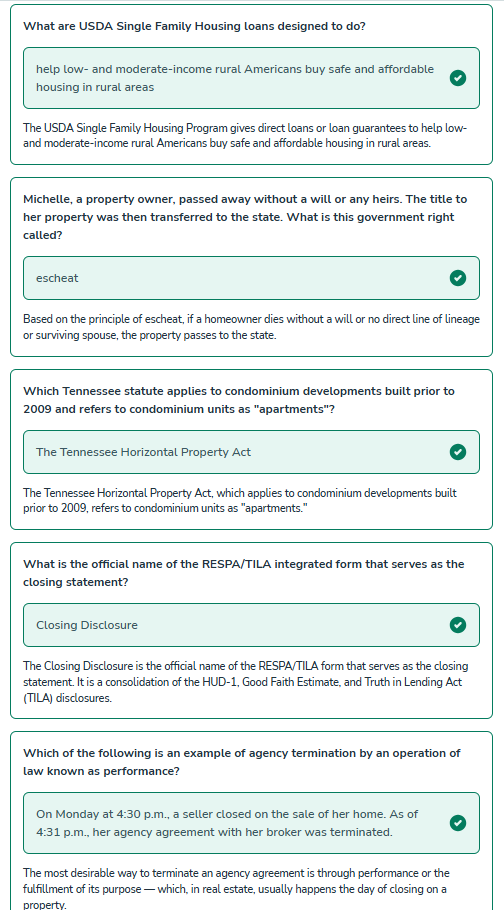 What are USDA Single Family Housing loans designed to do?
help low- and moderate-income rural Americans buy safe and affordable
housing in rural areas
The USDA Single Family Housing Program gives direct loans or loan guarantees to help low-
and moderate-income rural Americans buy safe and affordable housing in rural areas.
Michelle, a property owner, passed away without a will or any heirs. The title to
her property was then transferred to the state. What is this government right
called?
escheat
Based on the principle of escheat, if a homeowner dies without a will or no direct line of lineage
or surviving spouse, the property passes to the state.
Which Tennessee statute applies to condominium developments built prior to
2009 and refers to condominium units as "apartments"?
The Tennessee Horizontal Property Act
The Tennessee Horizontal Property Act, which applies to condominium developments built
prior to 2009, refers to condominium units as "apartments."
What is the official name of the RESPA/TILA integrated form that serves as the
closing statement?
Closing Disclosure
The Closing Disclosure is the official name of the RESPA/TILA form that serves as the closing
statement. It is a consolidation of the HUD-1, Good Faith Estimate, and Truth in Lending Act
(TILA) disclosures.
Which of the following is an example of agency termination by an operation of
law known as performance?
On Monday at 4:30 p.m., a seller closed on the sale of her home. As of
4:31 p.m., her agency agreement with her broker was terminated.
The most desirable way to terminate an agency agreement is through performance or the
fulfillment of its purpose — which, in real estate, usually happens the day of closing on a
property.